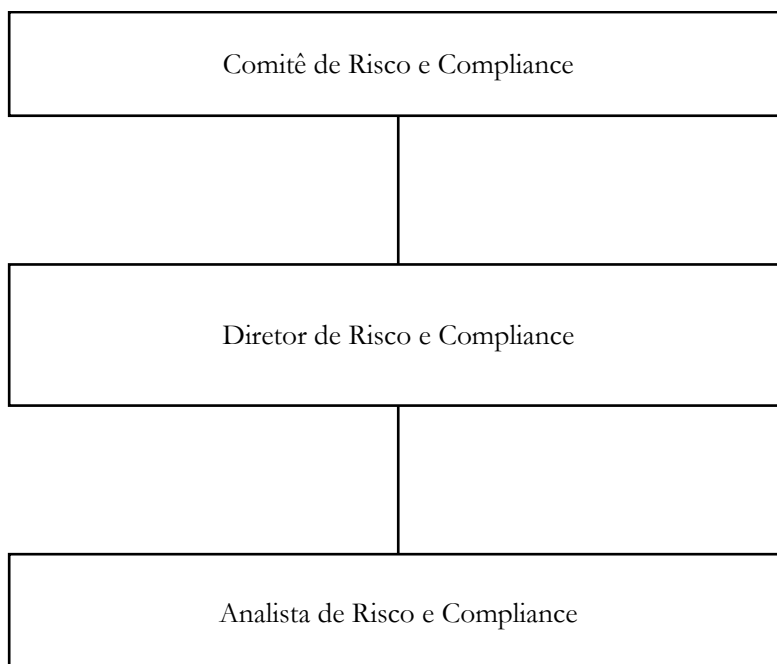 Comitê de Risco e Compliance
Diretor de Risco e Compliance
Analista de Risco e Compliance